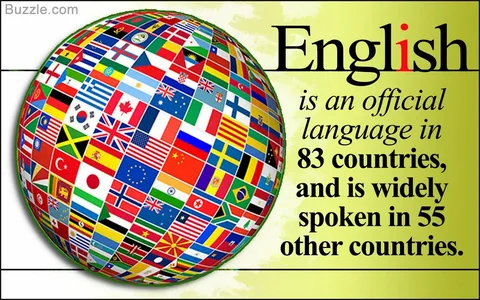 Buzzle.com
English
is an official
language in
83 countries,
and is widely
spoken in 55
other countries.